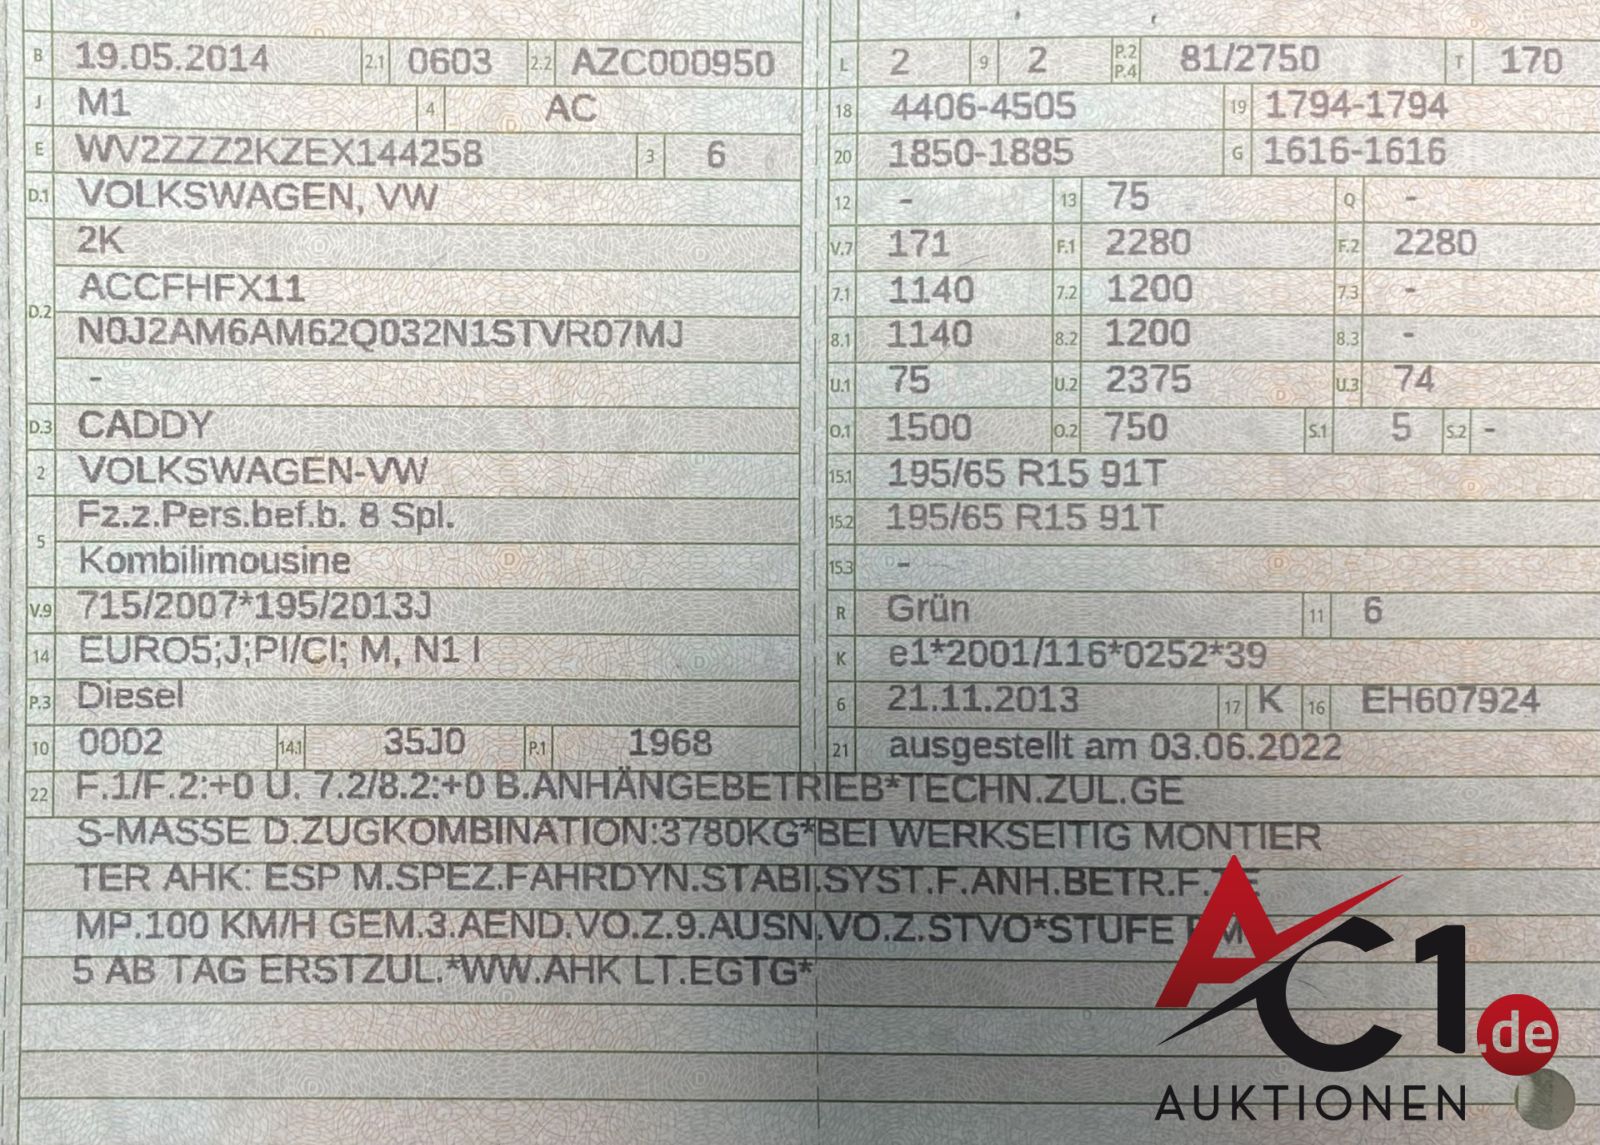 B 19.05.2014 2.1 0603 2.2 AZC000950
J M1 4 AC
E WV2ZZZ2KZEX144258 3 6
D.1 VOLKSWAGEN, VW
2K
D.2 ACCFHFX11
N0J2AM6AM62Q032N1STVR07MJ
-
D.3 CADDY
2 VOLKSWAGEN-VW
5 Fz.z.Pers.bef.b. 8 Spl.
Kombilimousine
V.9 715/2007*195/2013J
14 EURO5;J;PI/CI; M, N1 I
P.3 Diesel
10 0002 14.1 35J0 P.1 1968
L 2 9 2 P.2 P.4 81/2750 T 170
18 4406-4505 19 1794-1794
20 1850-1885 G 1616-1616
12 - 13 75 Q -
V.7 171 F.1 2280 F.2 2280
7.1 1140 7.2 1200 7.3 -
8.1 1140 8.2 1200 8.3 -
U.1 75 U.2 2375 U.3 74
O.1 1500 O.2 750 S.1 5 S.2 -
15.1 195/65 R15 91T
15.2 195/65 R15 91T
15.3 -
R Grün 11 6
K e1*2001/116*0252*39
6 21.11.2013 17 K 16 EH607924
21 ausgestellt am 03.06.2022
22 F.1/F.2:+0 U. 7.2/8.2:+0 B.ANHÄNGEBETRIEB*TECHN.ZUL.GE
S-MASSE D.ZUGKOMBINATION:3780KG*BEI WERKSEITIG MONTIER
TER AHK: ESP M.SPEZ.FAHRDYN.STABI.SYST.F.ANH.BETR.F.TE
MP.100 KM/H GEM.3.AEND.VO.Z.9.AUSN.VO.Z.STVO*STUFE
5 AB TAG ERSTZUL.*WW.AHK LT.EGTG*
AC1.de
AUKTIONEN